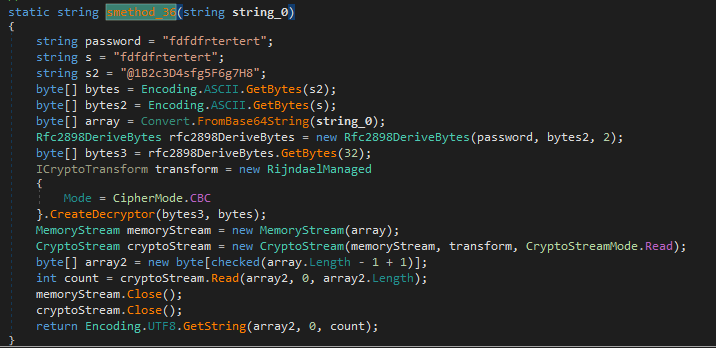 static string smethod_36(string string_0)
{
    string password = "fdfdfrtertert";
    string s = "fdfdfrtertert";
    string s2 = "@1B2c3D4sfg5F6g7H8";
    byte[] bytes = Encoding.ASCII.GetBytes(s2);
    byte[] bytes2 = Encoding.ASCII.GetBytes(s);
    byte[] array = Convert.FromBase64String(string_0);
    Rfc2898DeriveBytes rfc2898DeriveBytes = new Rfc2898DeriveBytes(password, bytes2, 2);
    byte[] bytes3 = rfc2898DeriveBytes.GetBytes(32);
    ICryptoTransform transform = new RijndaelManaged
    {
        Mode = CipherMode.CBC
    }.CreateDecryptor(bytes3, bytes);
    MemoryStream memoryStream = new MemoryStream(array);
    CryptoStream cryptoStream = new CryptoStream(memoryStream, transform, CryptoStreamMode.Read);
    byte[] array2 = new byte[checked(array.Length - 1 + 1)];
    int count = cryptoStream.Read(array2, 0, array2.Length);
    memoryStream.Close();
    cryptoStream.Close();
    return Encoding.UTF8.GetString(array2, 0, count);
}